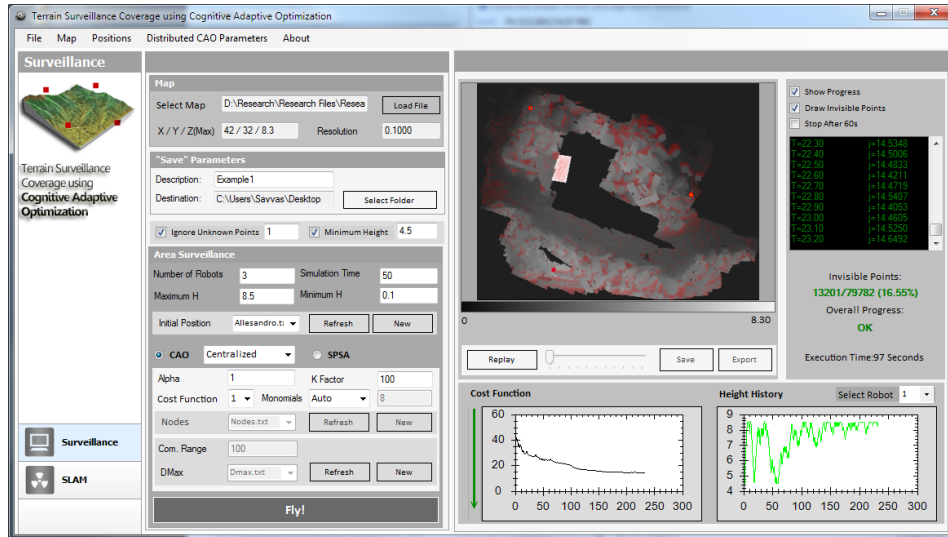 Terrain Surveillance Coverage using Cognitive Adaptive Optimization
File Map Positions Distributed CAO Parameters About
Surveillance
Terrain Surveillance
Coverage using
Cognitive Adaptive
Optimization
Surveillance
SLAM
Map
Select Map D:\Research\Research Files\Resea Load File
X / Y / Z(Max) 42 / 32 / 8.3 Resolution 0.1000
"Save" Parameters
Description: Example1
Destination: C:\Users\Savvas\Desktop Select Folder
Ignore Unknown Points 1 Minimum Height 4.5
Area Surveillance
Number of Robots 3 Simulation Time 50
Maximum H 8.5 Minimum H 0.1
Initial Position Allesandro.t Refresh New
CAO Centralized SPSA
Alpha 1 K Factor 100
Cost Function 1 Monomials Auto 8
Nodes Nodes.txt Refresh New
Com. Range 100
DMax Dmax.txt Refresh New
Fly!
0 8.30
Replay Save Export
Show Progress
Draw Invisible Points
Stop After 60s
T=22.30 j=14.5348
T=22.40 j=14.5006
T=22.50 j=14.4833
T=22.60 j=14.4211
T=22.70 j=14.4719
T=22.80 j=14.5407
T=22.90 j=14.4053
T=23.00 j=14.4605
T=23.10 j=14.5250
T=23.20 j=14.6492
Invisible Points:
13201/79782 (16.55%)
Overall Progress:
OK
Execution Time:97 Seconds
Cost Function
60
40
20
0
0 50 100 150 200 250 300
Height History Select Robot 1
9
8
7
6
5
4
0 50 100 150 200 250 300